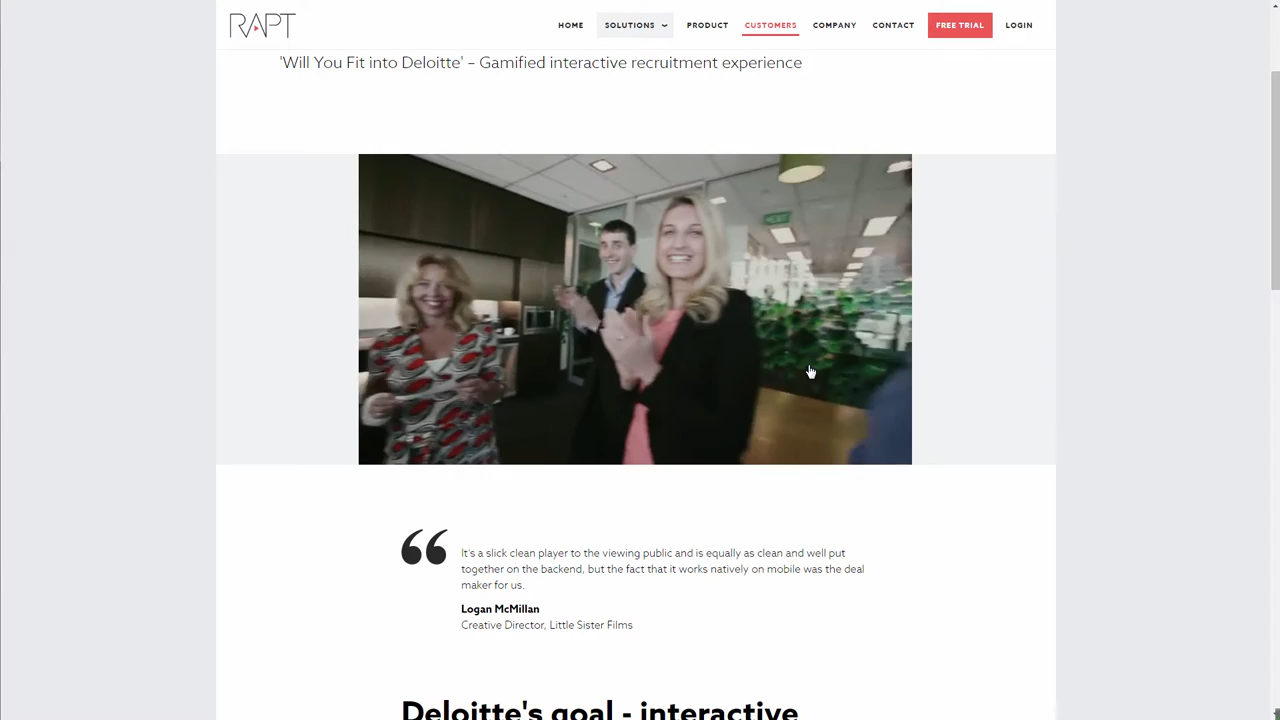 RAPT HOME SOLUTIONS PRODUCT CUSTOMERS COMPANY CONTACT FREE TRIAL LOGIN
'Will You Fit into Deloitte' – Gamified interactive recruitment experience
EXIT
It's a slick clean player to the viewing public and is equally as clean and well put
together on the backend, but the fact that it works natively on mobile was the deal
maker for us.
Logan McMillan
Creative Director, Little Sister Films
Deloitte's goal - interactive